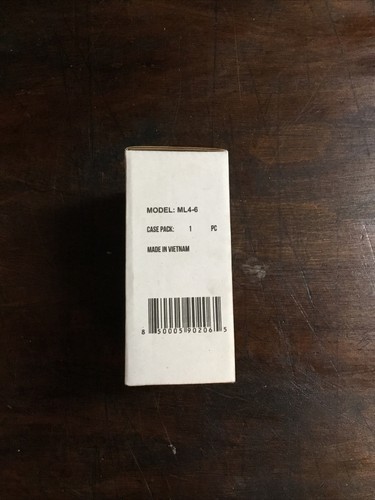 MODEL: ML4-6
CASE PACK: 1 PC
MADE IN VIETNAM
8 50005 90206 5